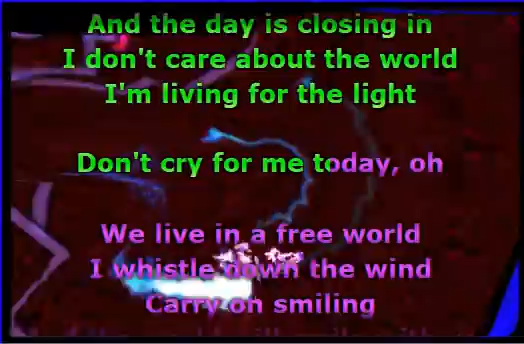 And the day is closing in
I don't care about the world
I'm living for the light
Don't cry for me today, oh
We live in a free world
I whistle down the wind
Carry on smiling